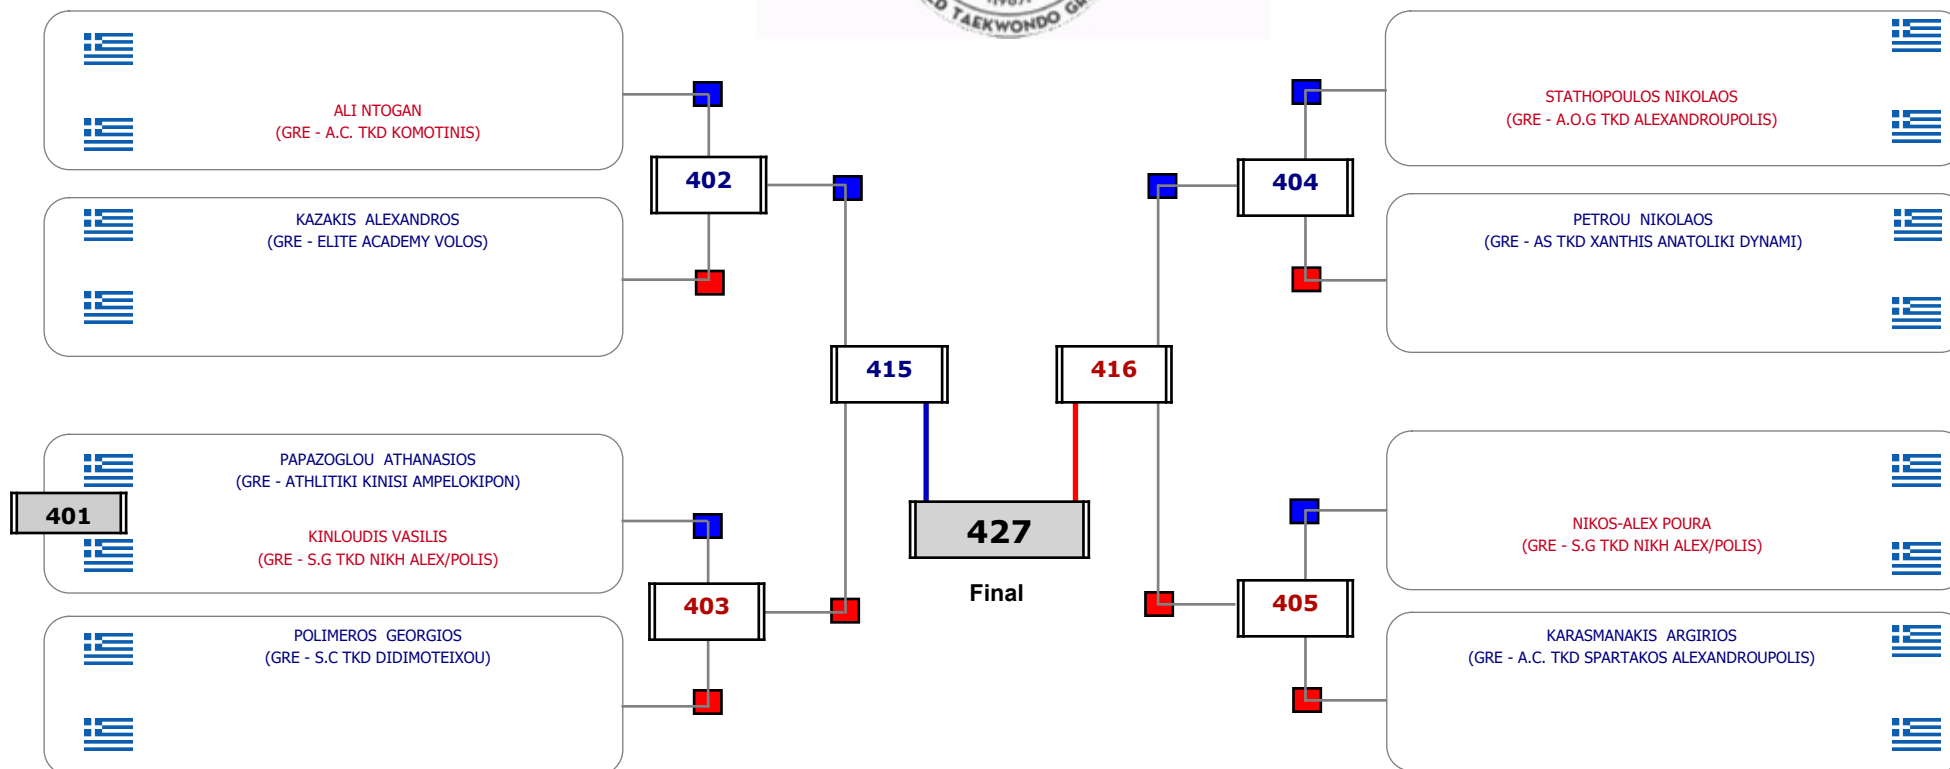 TAEKWONDO
ALI NTOGAN
(GRE - A.C. TKD KOMOTINIS)
KAZAKIS ALEXANDROS
(GRE - ELITE ACADEMY VOLOS)
402
415
401
PAPAZOGLOU ATHANASIOS
(GRE - ATHLITIKI KINISI AMPELOKIPON)
KINLOUDIS VASILIS
(GRE - S.G TKD NIKH ALEX/POLIS)
403
POLIMEROS GEORGIOS
(GRE - S.C TKD DIDIMOTEIXOU)
427
Final
STATHOPOULOS NIKOLAOS
(GRE - A.O.G TKD ALEXANDROUPOLIS)
404
PETROU NIKOLAOS
(GRE - AS TKD XANTHIS ANATOLIKI DYNAMI)
416
NIKOS-ALEX POURA
(GRE - S.G TKD NIKH ALEX/POLIS)
405
KARASMANAKIS ARGIRIOS
(GRE - A.C. TKD SPARTAKOS ALEXANDROUPOLIS)